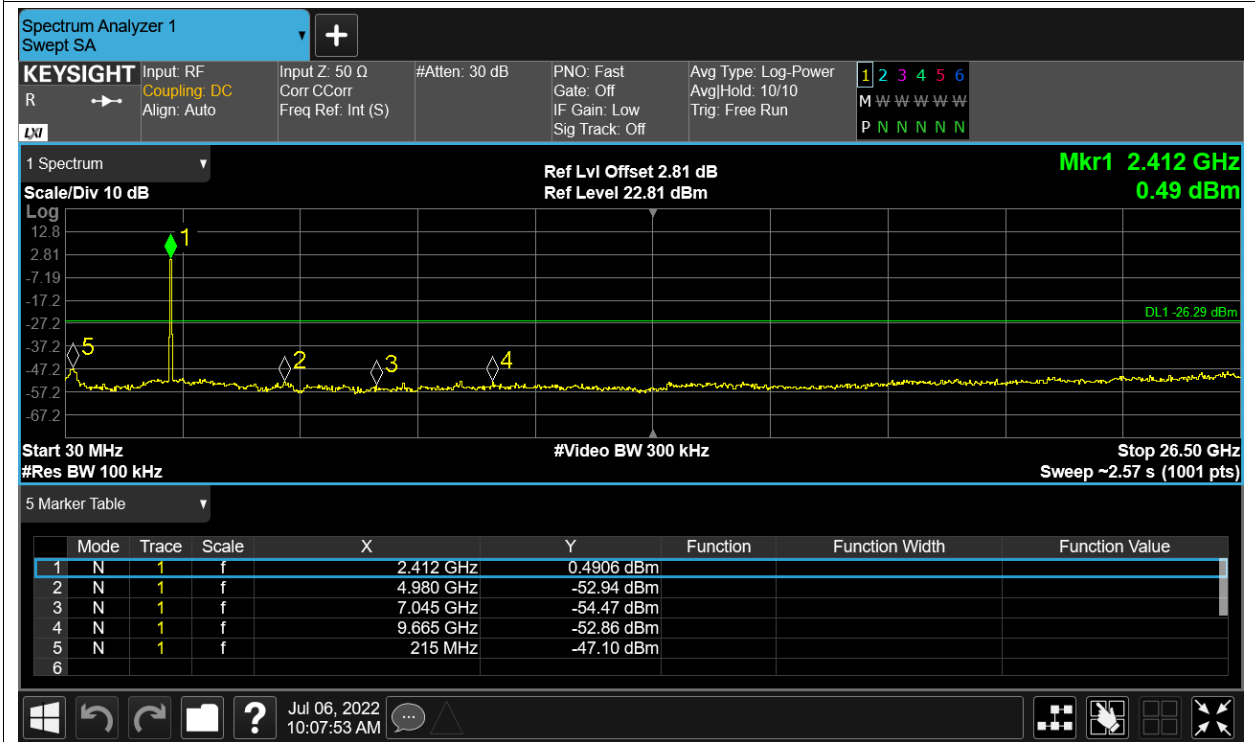 Spectrum Analyzer 1
Swept SA
+
KEYSIGHT Input: RF Input Z: 50 Ω #Atten: 30 dB PNO: Fast Avg Type: Log-Power 1 2 3 4 5 6
R Coupling: DC Corr CCorr Gate: Off Avg|Hold: 10/10 M W W W W W
Align: Auto Freq Ref: Int (S) IF Gain: Low Trig: Free Run
LXI Sig Track: Off P N N N N N
1 Spectrum Ref Lvl Offset 2.81 dB Mkr1 2.412 GHz
Scale/Div 10 dB Ref Level 22.81 dBm 0.49 dBm
Log
12.8
1
2.81
-7.19
-17.2
DL1 -26.29 dBm
-27.2
-37.2
5
2 3 4
-47.2
-57.2
-67.2
Start 30 MHz #Video BW 300 kHz Stop 26.50 GHz
#Res BW 100 kHz Sweep ~2.57 s (1001 pts)
5 Marker Table
Mode Trace Scale X Y Function Function Width Function Value
1 N 1 f 2.412 GHz 0.4906 dBm
2 N 1 f 4.980 GHz -52.94 dBm
3 N 1 f 7.045 GHz -54.47 dBm
4 N 1 f 9.665 GHz -52.86 dBm
5 N 1 f 215 MHz -47.10 dBm
6
? Jul 06, 2022
10:07:53 AM